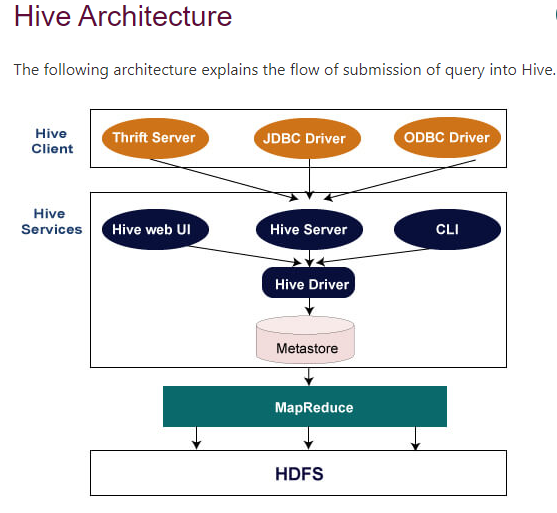 Hive Architecture
The following architecture explains the flow of submission of query into Hive.
Hive
Client
Thrift Server
JDBC Driver
ODBC Driver
Hive
Services
Hive web UI
Hive Server
CLI
Hive Driver
Metastore
MapReduce
HDFS